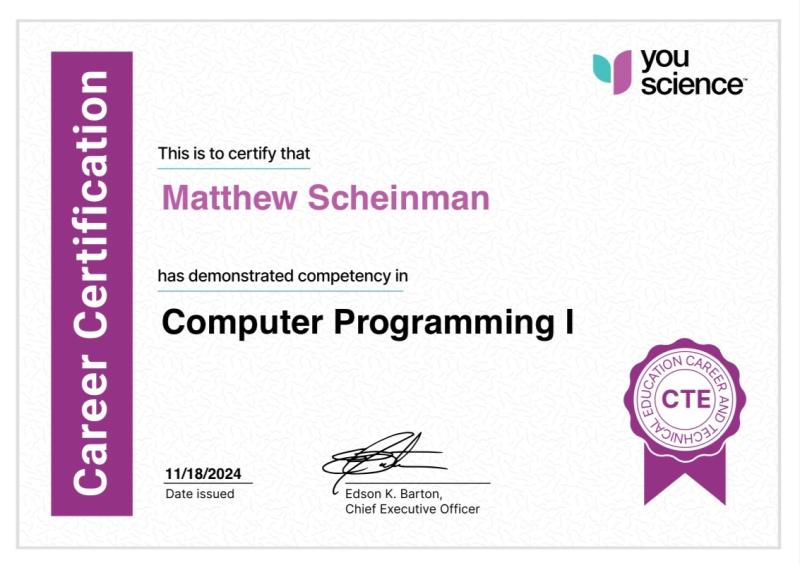 Career Certification
you
science™
This is to certify that
Matthew Scheinman
has demonstrated competency in
Computer Programming I
CAREER AND TECHNICAL EDUCATION
CTE
11/18/2024
Date issued
Edson K. Barton,
Chief Executive Officer